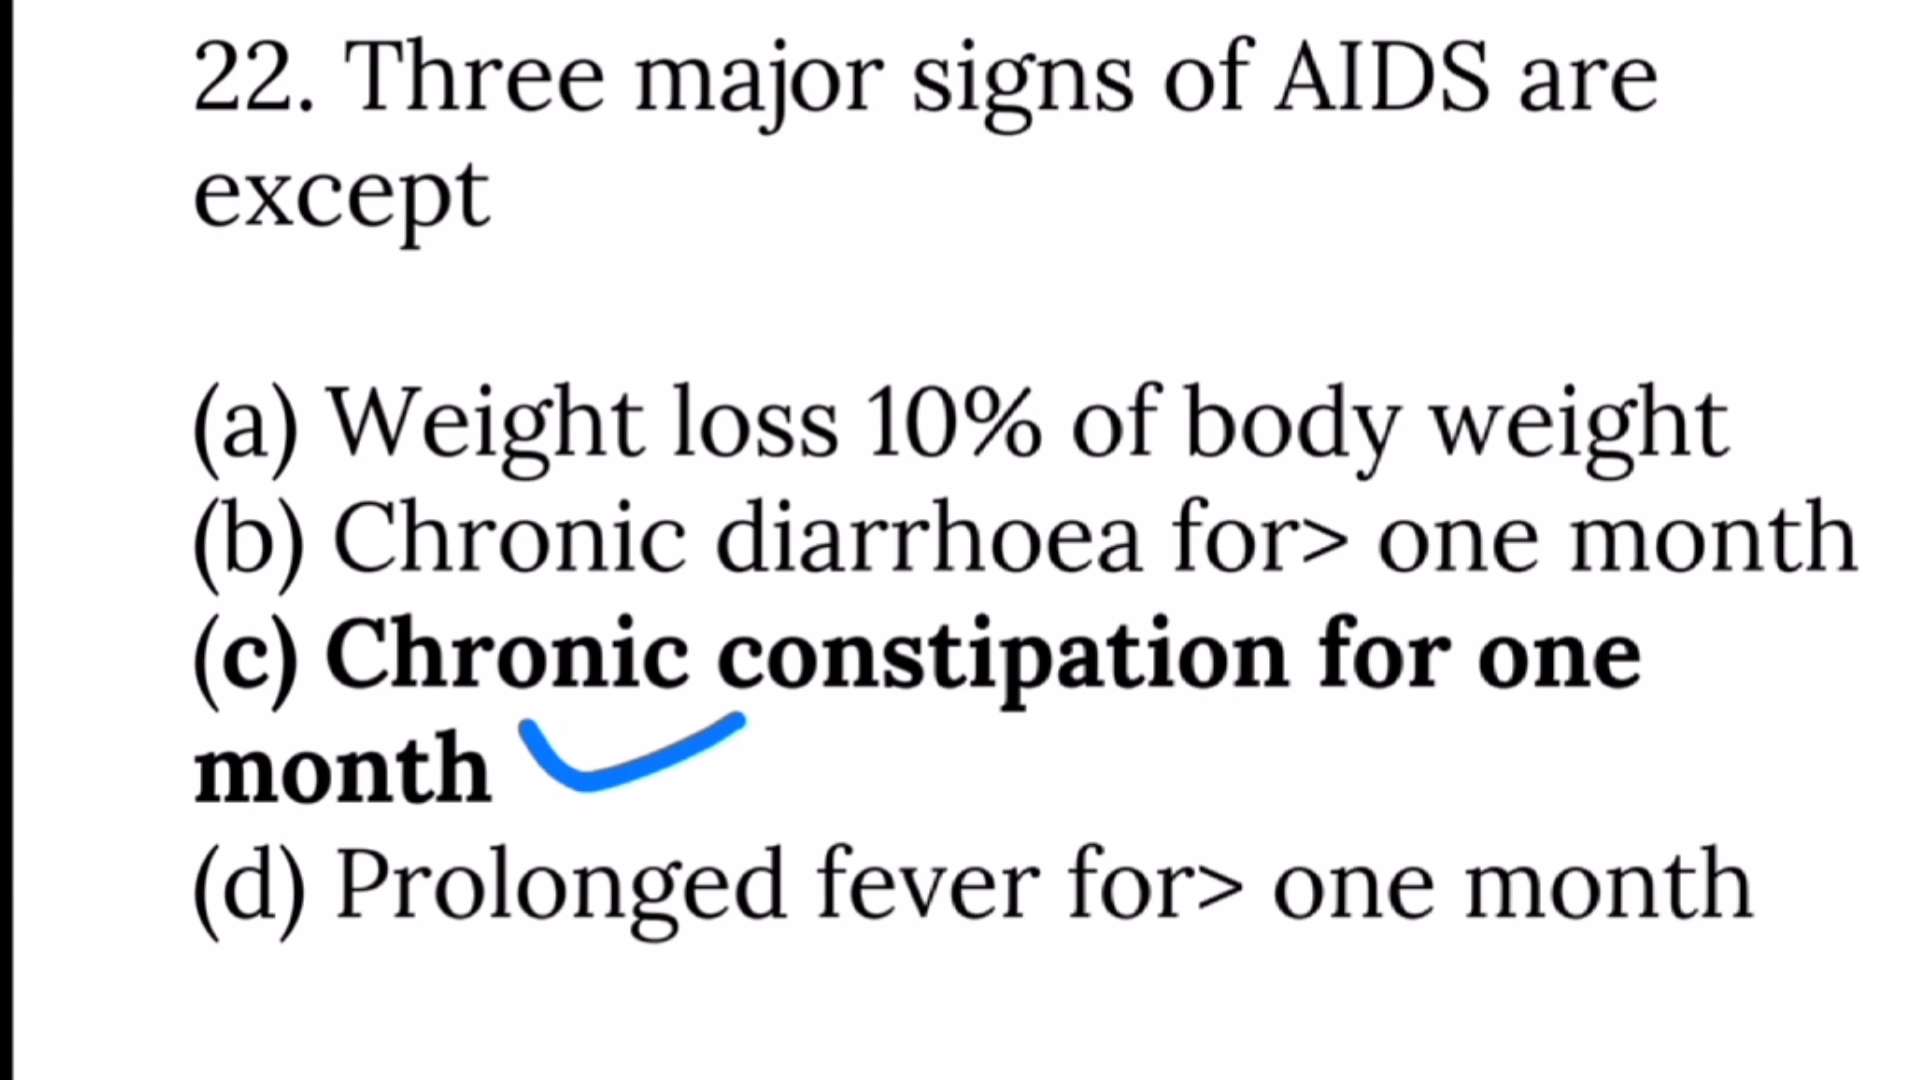 22. Three major signs of AIDS are
except
(a) Weight loss 10% of body weight
(b) Chronic diarrhoea for> one month
(c) Chronic constipation for one
month
(d) Prolonged fever for> one month